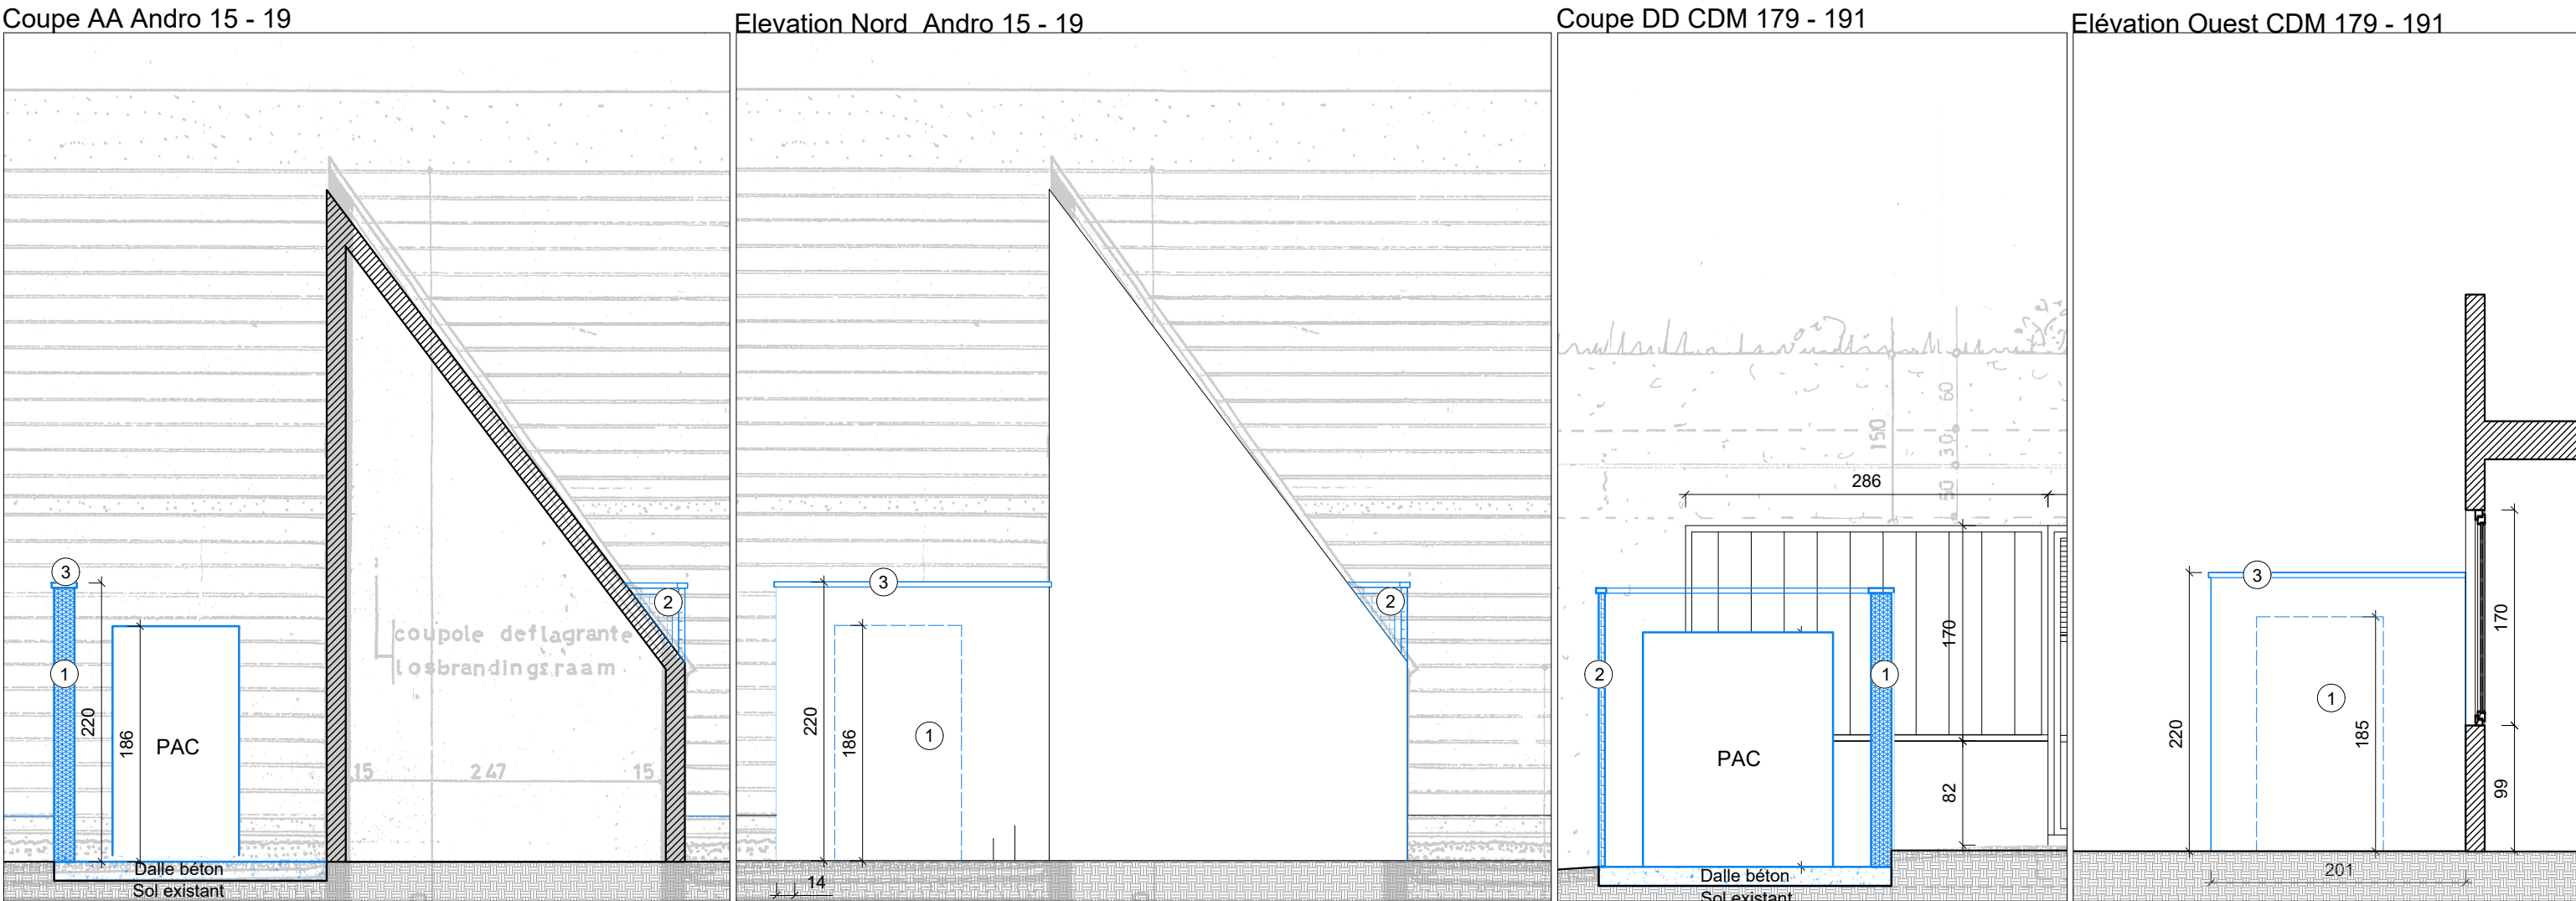 Coupe AA Andro 15 - 19
3
2
1
220
186
PAC
coupole deflagrante
losbrandingsraam
15
247
15
Dalle béton
Sol existant
Elevation Nord Andro 15 - 19
3
2
220
186
1
14
Coupe DD CDM 179 - 191
150
60
30
50
286
170
2
1
PAC
82
Dalle béton
Sol existant
Elévation Ouest CDM 179 - 191
3
170
1
220
185
99
201